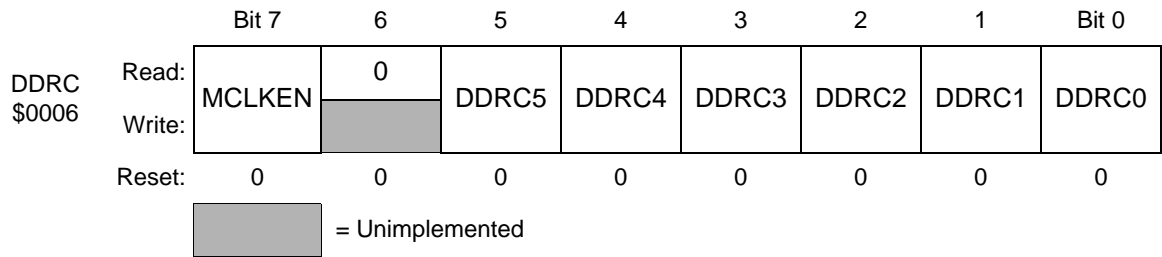 Bit 7 6 5 4 3 2 1 Bit 0
DDRC $0006 Read: MCLKEN 0 DDRC5 DDRC4 DDRC3 DDRC2 DDRC1 DDRC0
Write:
Reset: 0 0 0 0 0 0 0 0
= Unimplemented